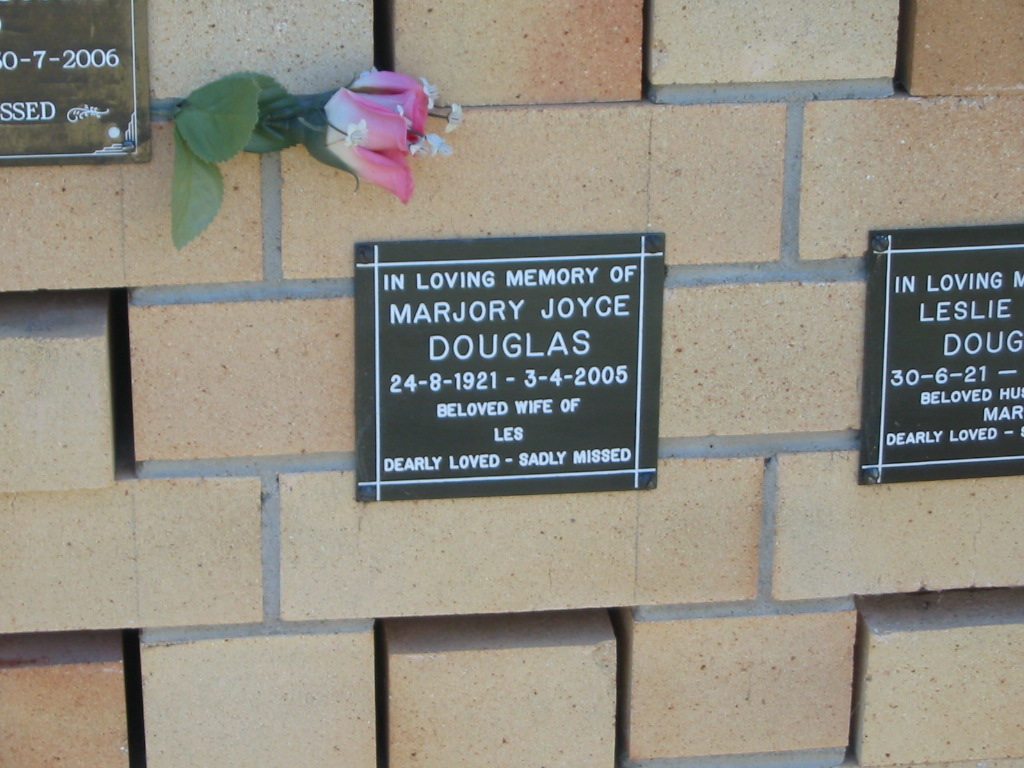 30-7-2006
SSED
IN LOVING MEMORY OF
MARJORY JOYCE
DOUGLAS
24-8-1921 - 3-4-2005
BELOVED WIFE OF
LES
DEARLY LOVED - SADLY MISSED
IN LOVING M
LESLIE
DOUG
30-6-21 —
BELOVED HUS
MAR
DEARLY LOVED - S